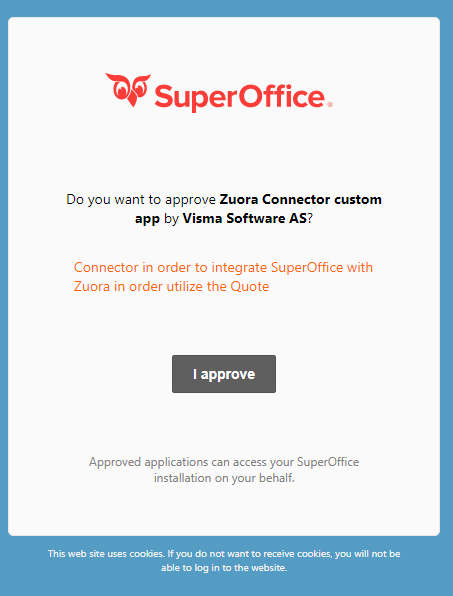 SuperOffice®
Do you want to approve Zuora Connector custom
app by Visma Software AS?
Connector in order to integrate SuperOffice with
Zuora in order utilize the Quote
I approve
Approved applications can access your SuperOffice
installation on your behalf.
This web site uses cookies. If you do not want to receive cookies, you will not be
able to log in to the website.